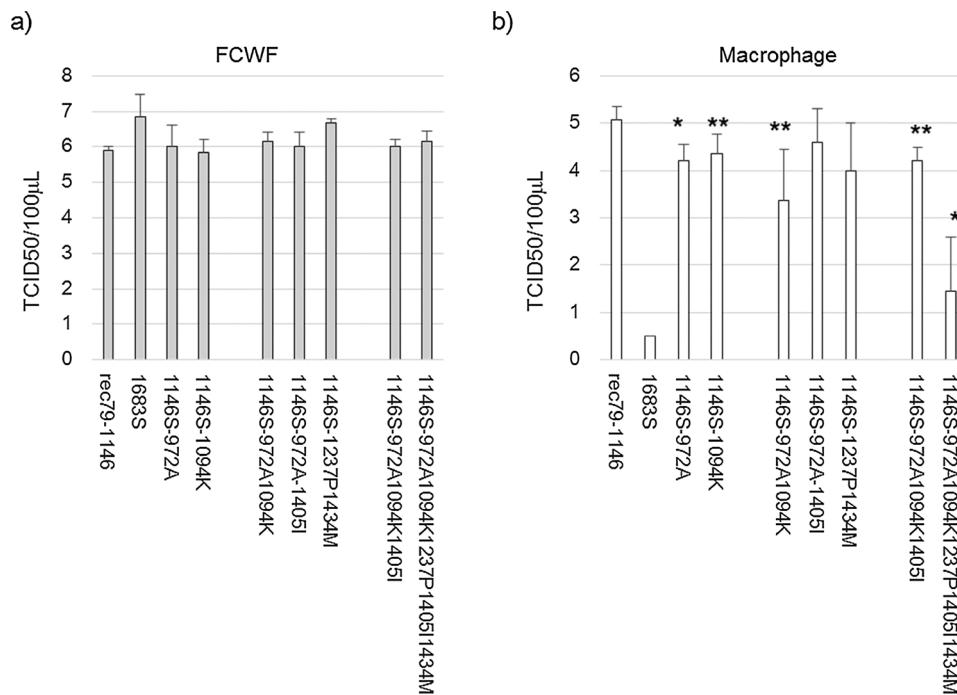 a)
FCWF
8
7
6
5
4
3
2
1
0
TCID50/100µL
rec79-1146
1683S
1146S-972A
1146S-1094K
1146S-972A1094K
1146S-972A-1405I
1146S-1237P1434M
1146S-972A1094K1405I
1146S-972A1094K1237P1405I1434M
b)
Macrophage
6
5
4
3
2
1
0
TCID50/100µL
*
**
**
**
*
rec79-1146
1683S
1146S-972A
1146S-1094K
1146S-972A1094K
1146S-972A-1405I
1146S-1237P1434M
1146S-972A1094K1405I
1146S-972A1094K1237P1405I1434M